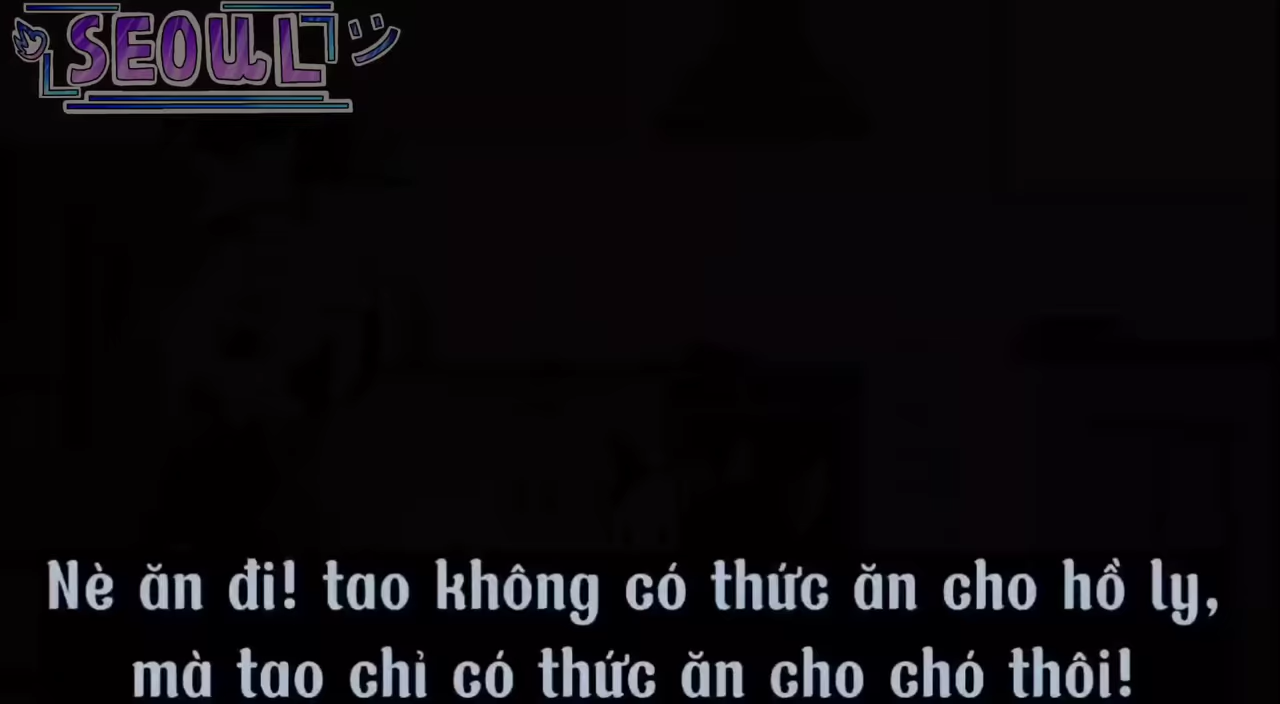 SEOUL ツ
Nè ăn đi! tao không có thức ăn cho hồ ly,
mà tao chỉ có thức ăn cho chó thôi!